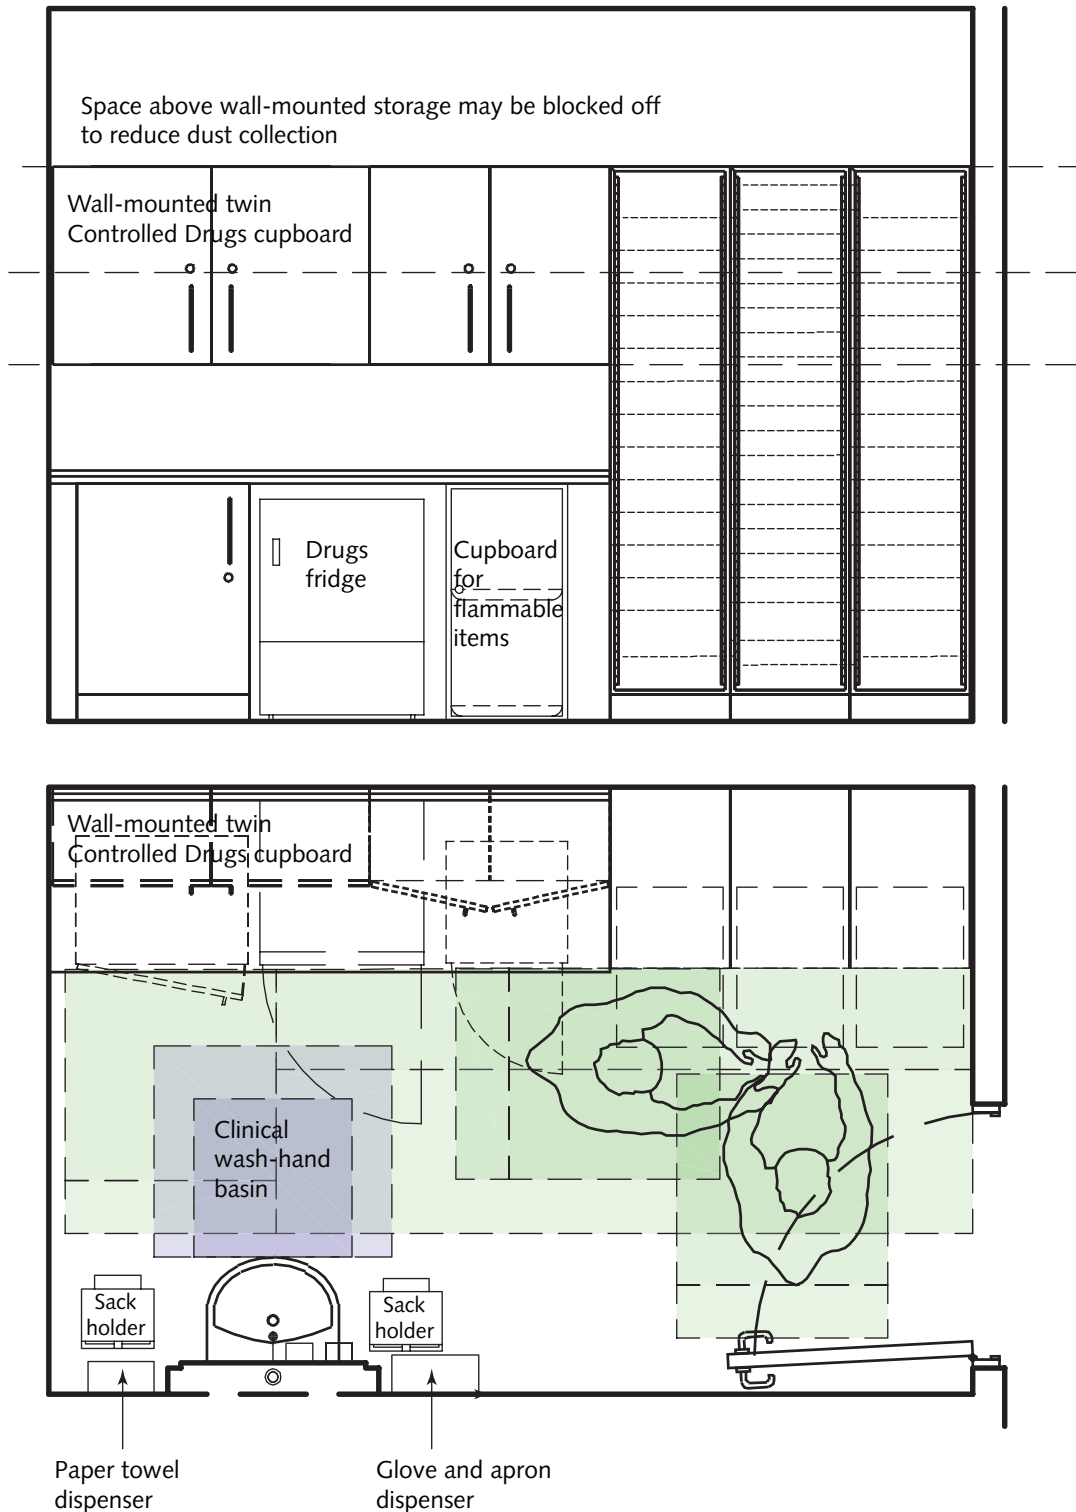 Space above wall-mounted storage may be blocked off
to reduce dust collection
Wall-mounted twin
Controlled Drugs cupboard
Drugs
fridge
Cupboard
for
flammable
items
Wall-mounted twin
Controlled Drugs cupboard
Clinical
wash-hand
basin
Sack
holder
Sack
holder
Paper towel
dispenser
Glove and apron
dispenser